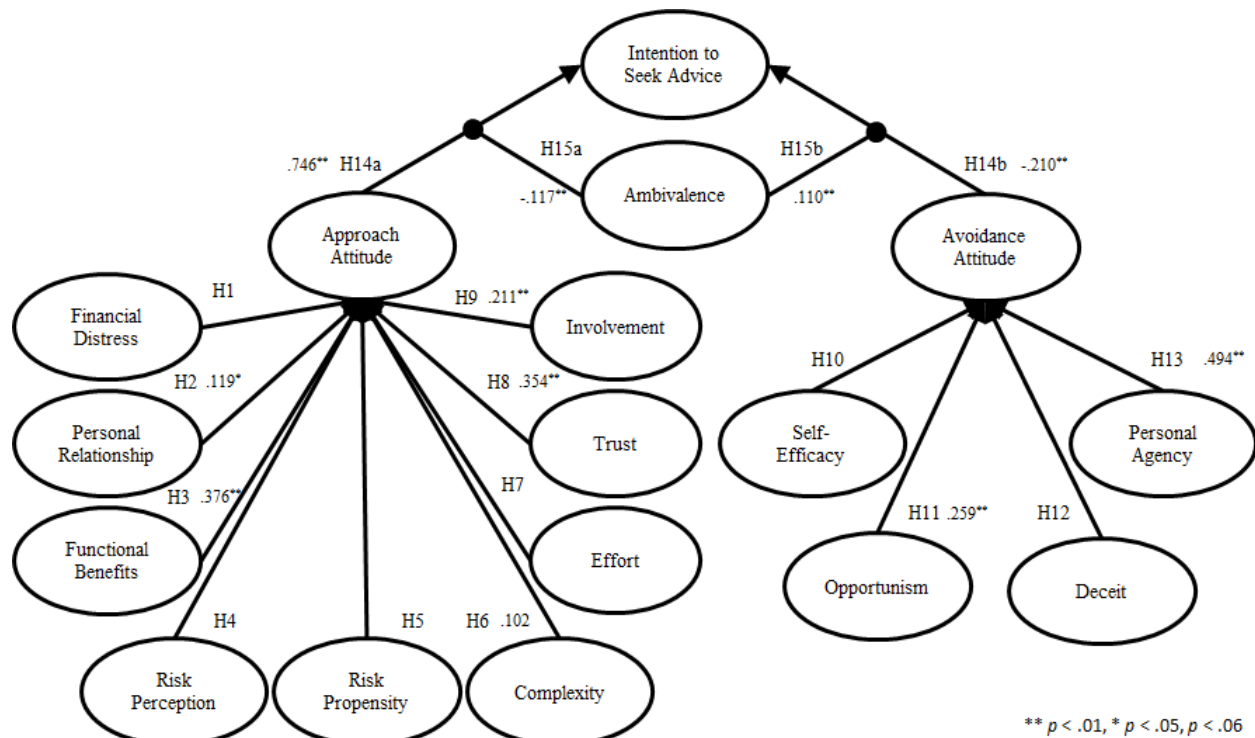 Intention to
Seek Advice
.746** H14a
H15a
H15b
H14b -.210**
-.117**
Ambivalence
.110**
Approach
Attitude
Avoidance
Attitude
H1
Financial
Distress
H9 .211**
Involvement
H2 .119*
Personal
Relationship
H8 .354**
Trust
H3 .376**
Functional
Benefits
H7
Effort
H4
Risk
Perception
H5
Risk
Propensity
H6 .102
Complexity
H10
Self-
Efficacy
H13 .494**
Personal
Agency
H11 .259**
Opportunism
H12
Deceit
** p < .01, * p < .05, p < .06